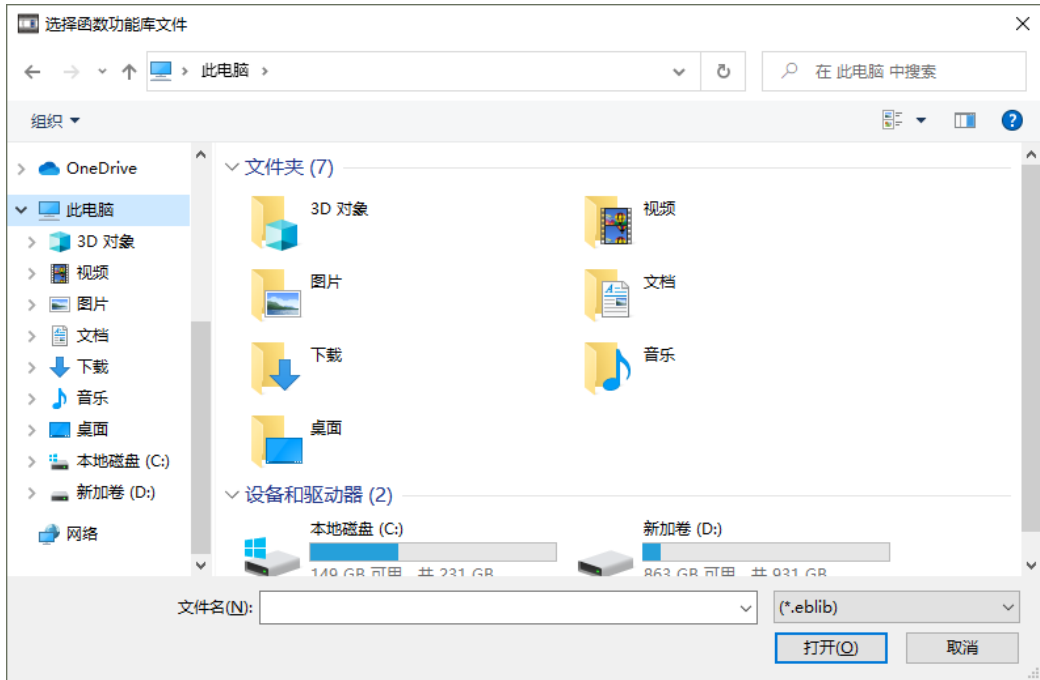 选择函数功能库文件
此电脑
在 此电脑 中搜索
组织
OneDrive
此电脑
3D 对象
视频
图片
文档
下载
音乐
桌面
本地磁盘 (C:)
新加卷 (D:)
网络
文件夹 (7)
3D 对象
视频
图片
文档
下载
音乐
桌面
设备和驱动器 (2)
本地磁盘 (C:)
149 GB 可用，共 231 GB
新加卷 (D:)
863 GB 可用，共 931 GB
文件名(N):
(*.eblib)
打开(O)
取消